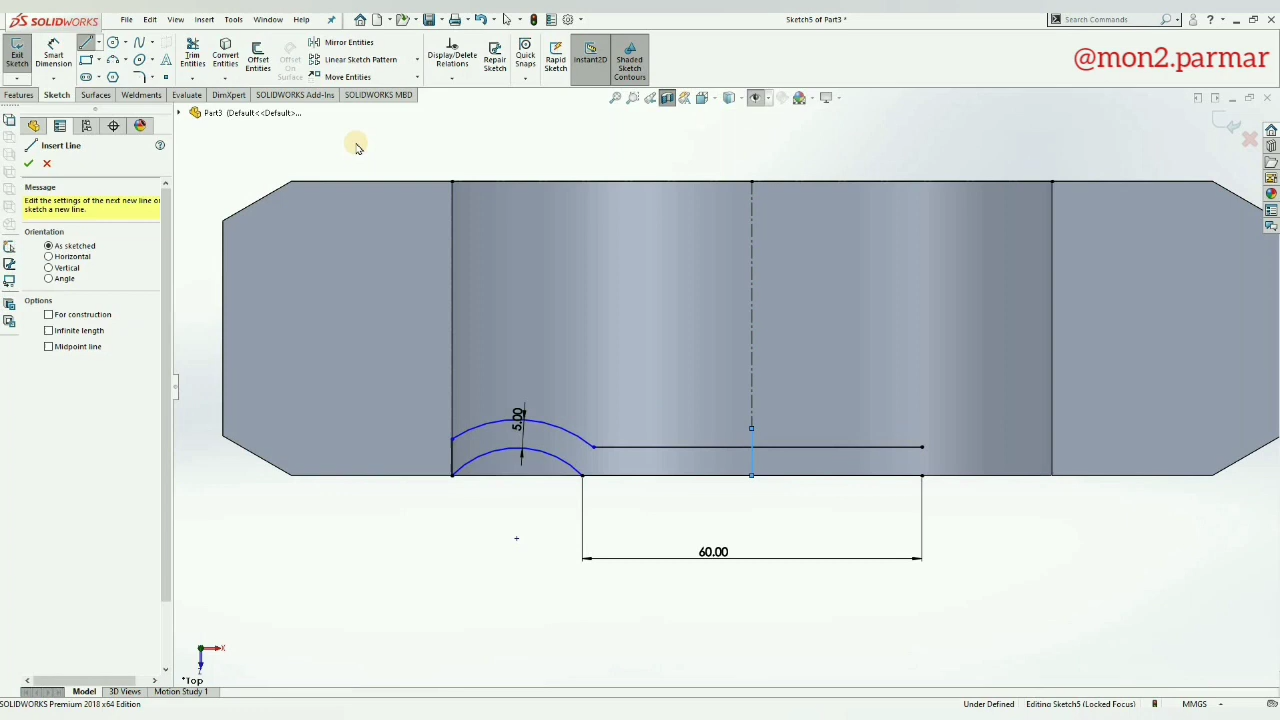 SOLIDWORKS
File Edit View Insert Tools Window Help
Sketch5 of Part3 *
Search Commands
@mon2.parmar
Exit Sketch
Smart Dimension
Trim Entities
Convert Entities
Offset Entities
Offset On Surface
Mirror Entities
Linear Sketch Pattern
Move Entities
Display/Delete Relations
Repair Sketch
Quick Snaps
Rapid Sketch
Instant2D
Shaded Sketch Contours
Features Sketch Surfaces Weldments Evaluate DimXpert SOLIDWORKS Add-Ins SOLIDWORKS MBD
Part3 (Default<<Default>...
Insert Line
Message
Edit the settings of the next new line or
sketch a new line.
Orientation
As sketched
Horizontal
Vertical
Angle
Options
For construction
Infinite length
Midpoint line
5.00
60.00
X
Z
*Top
Model 3D Views Motion Study 1
SOLIDWORKS Premium 2018 x64 Edition
Under Defined Editing Sketch5 (Locked Focus) MMGS